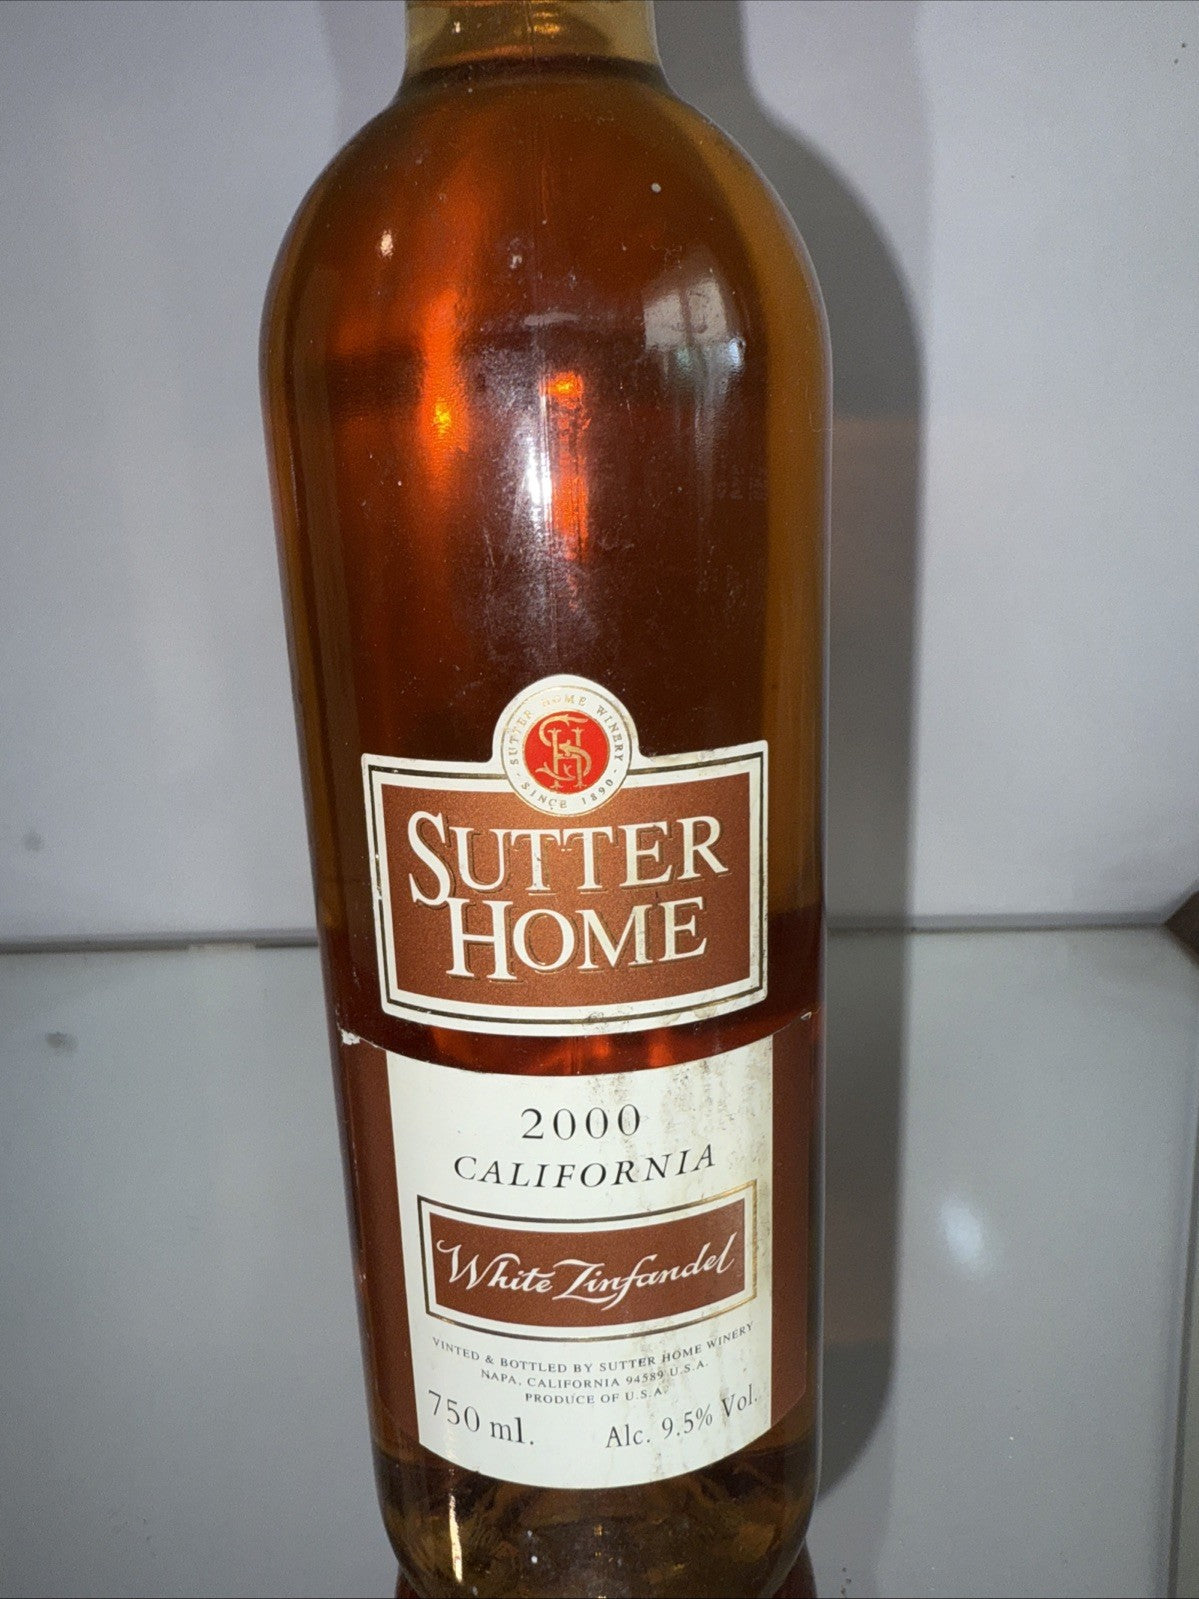 SUTTER HOME WINERY
· SINCE 1890 ·
SH
SUTTER
HOME
2000
CALIFORNIA
White Zinfandel
VINTED & BOTTLED BY SUTTER HOME WINERY
NAPA, CALIFORNIA 94589 U.S.A.
PRODUCE OF U.S.A.
750 ml.
Alc. 9.5% Vol.